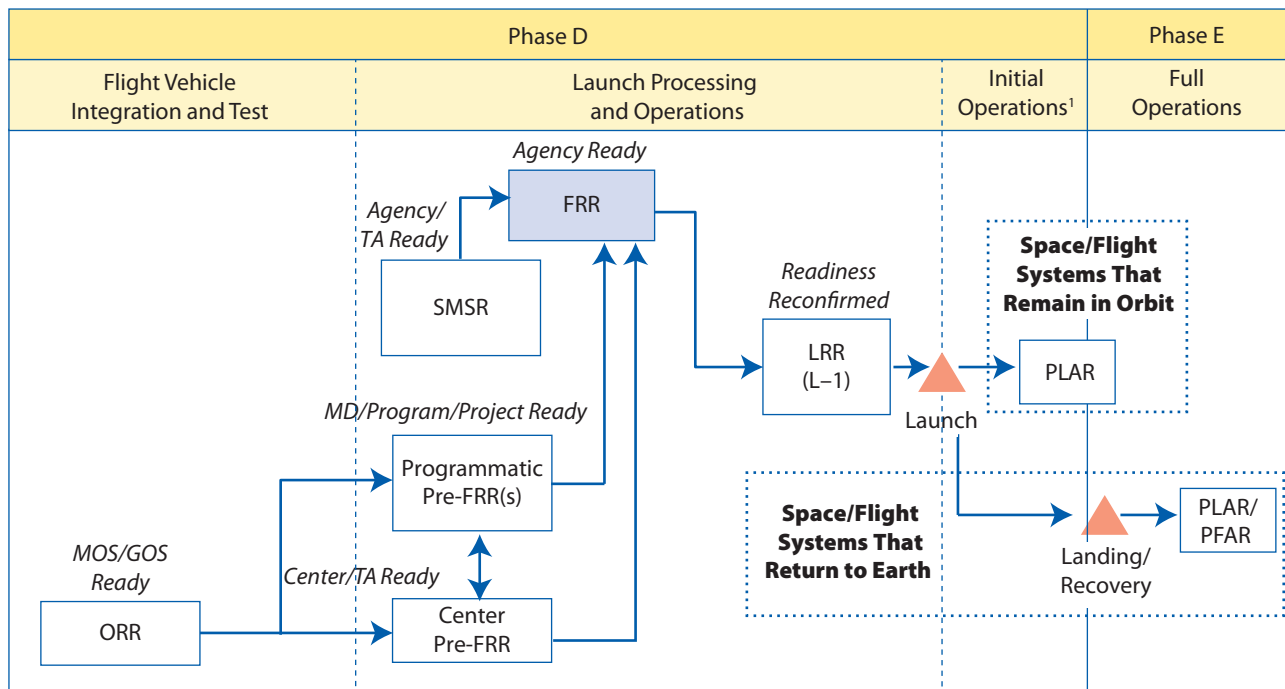 Phase D
Phase E
Flight Vehicle
Integration and Test
Launch Processing
and Operations
Initial
Operations¹
Full
Operations
Agency Ready
FRR
Agency/
TA Ready
SMSR
Space/Flight
Systems That
Remain in Orbit
Readiness
Reconfirmed
LRR
(L–1)
PLAR
Launch
MD/Program/Project Ready
Programmatic
Pre-FRR(s)
Space/Flight
Systems That
Return to Earth
PLAR/
PFAR
Landing/
Recovery
MOS/GOS
Ready
Center/TA Ready
ORR
Center
Pre-FRR